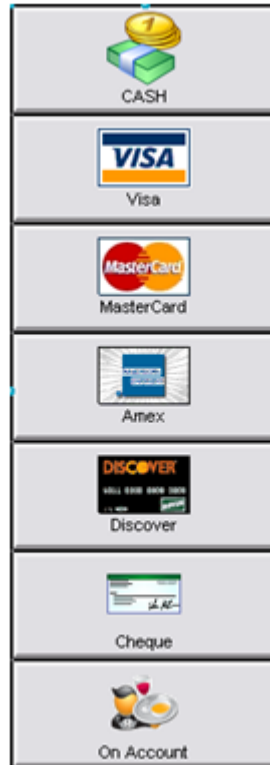 1
CASH
VISA
Visa
MasterCard
MasterCard
Amex
DISCOVER
Discover
Cheque
On Account